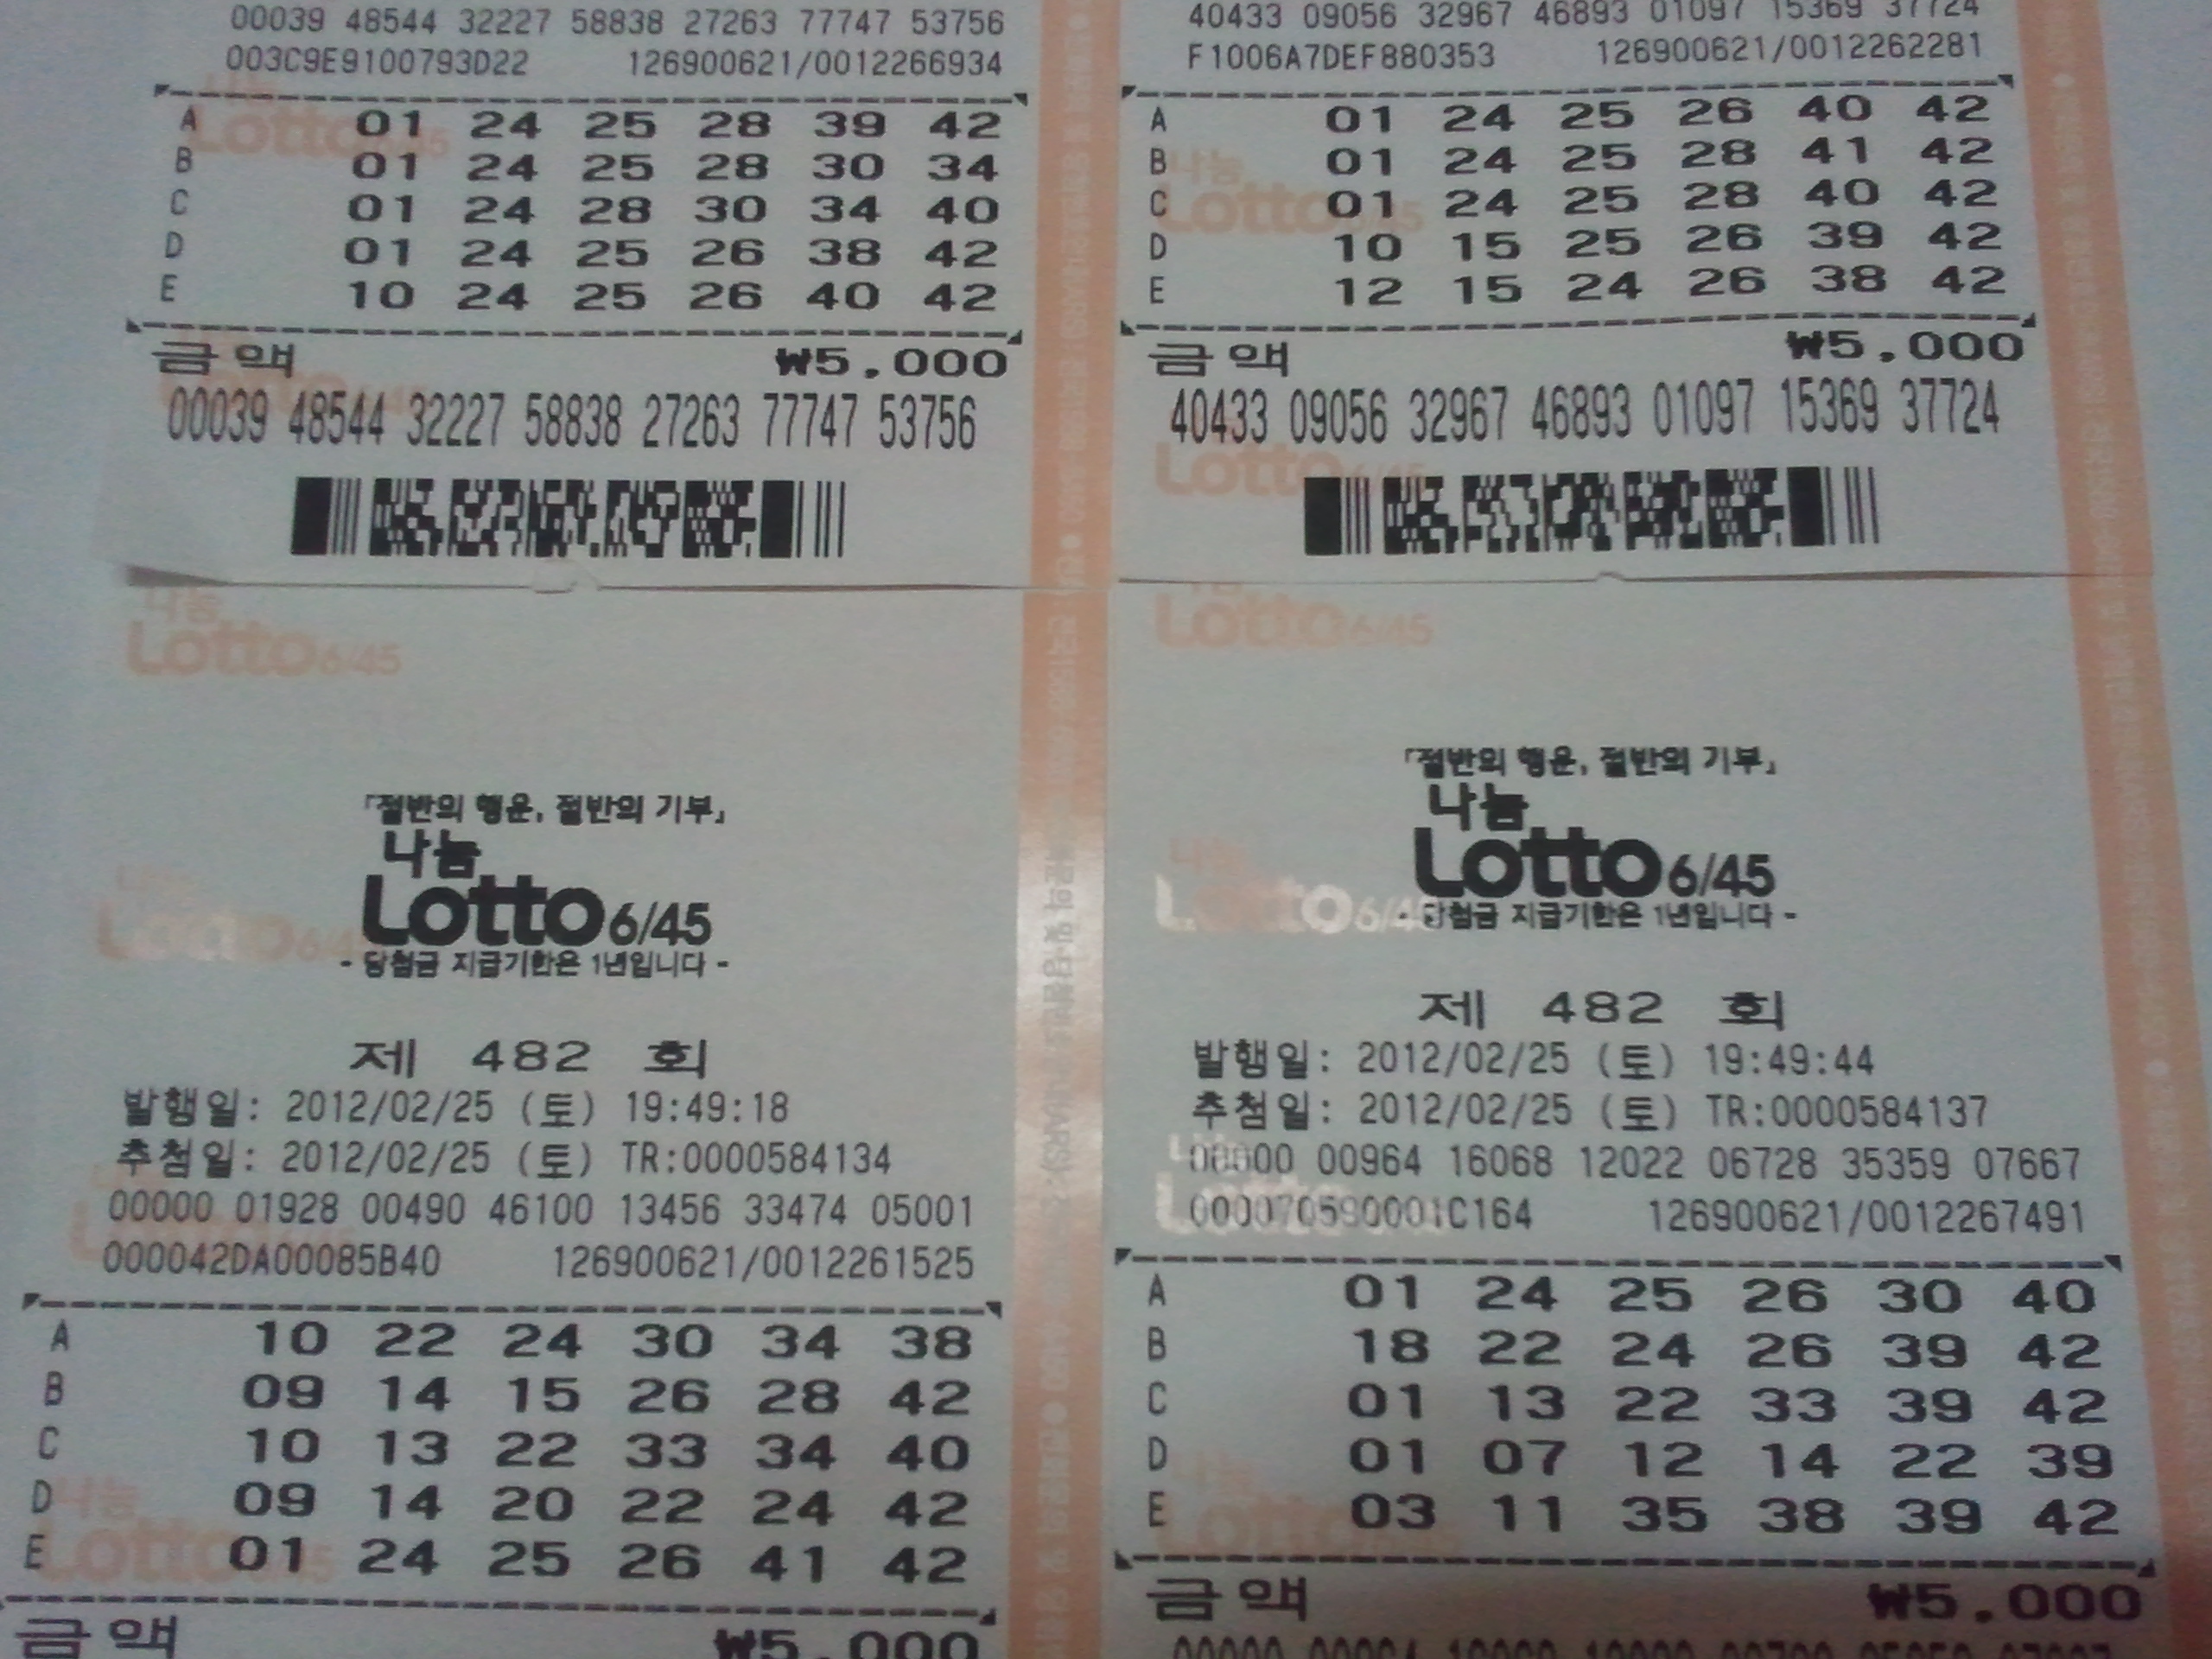 00039 48544 32227 58838 27263 77747 53756
003C9E9100793D22 126900621/0012266934
A 01 24 25 28 39 42
B 01 24 25 28 30 34
C 01 24 28 30 34 40
D 01 24 25 26 38 42
E 10 24 25 26 40 42
금액 ₩5,000
00039 48544 32227 58838 27263 77747 53756
40433 09056 32967 46893 01097 15369 37724
F1006A7DEF880353 126900621/0012262281
A 01 24 25 26 40 42
B 01 24 25 28 41 42
C 01 24 25 28 40 42
D 10 15 25 26 39 42
E 12 15 24 26 38 42
금액 ₩5,000
40433 09056 32967 46893 01097 15369 37724
나눔
Lotto 6/45
「절반의 행운, 절반의 기부」
나눔
Lotto 6/45
- 당첨금 지급기한은 1년입니다 -
제 482 회
발행일: 2012/02/25 (토) 19:49:18
추첨일: 2012/02/25 (토) TR:0000584134
00000 01928 00490 46100 13456 33474 05001
000042DA00085B40 126900621/0012261525
A 10 22 24 30 34 38
B 09 14 15 26 28 42
C 10 13 22 33 34 40
D 09 14 20 22 24 42
E 01 24 25 26 41 42
금액 ₩5,000
Lotto 6/45
「절반의 행운, 절반의 기부」
나눔
Lotto 6/45
- 당첨금 지급기한은 1년입니다 -
제 482 회
발행일: 2012/02/25 (토) 19:49:44
추첨일: 2012/02/25 (토) TR:0000584137
00000 00964 16068 12022 06728 35359 07667
000070590001C164 126900621/0012267491
A 01 24 25 26 30 40
B 18 22 24 26 39 42
C 01 13 22 33 39 42
D 01 07 12 14 22 39
E 03 11 35 38 39 42
금액 ₩5,000